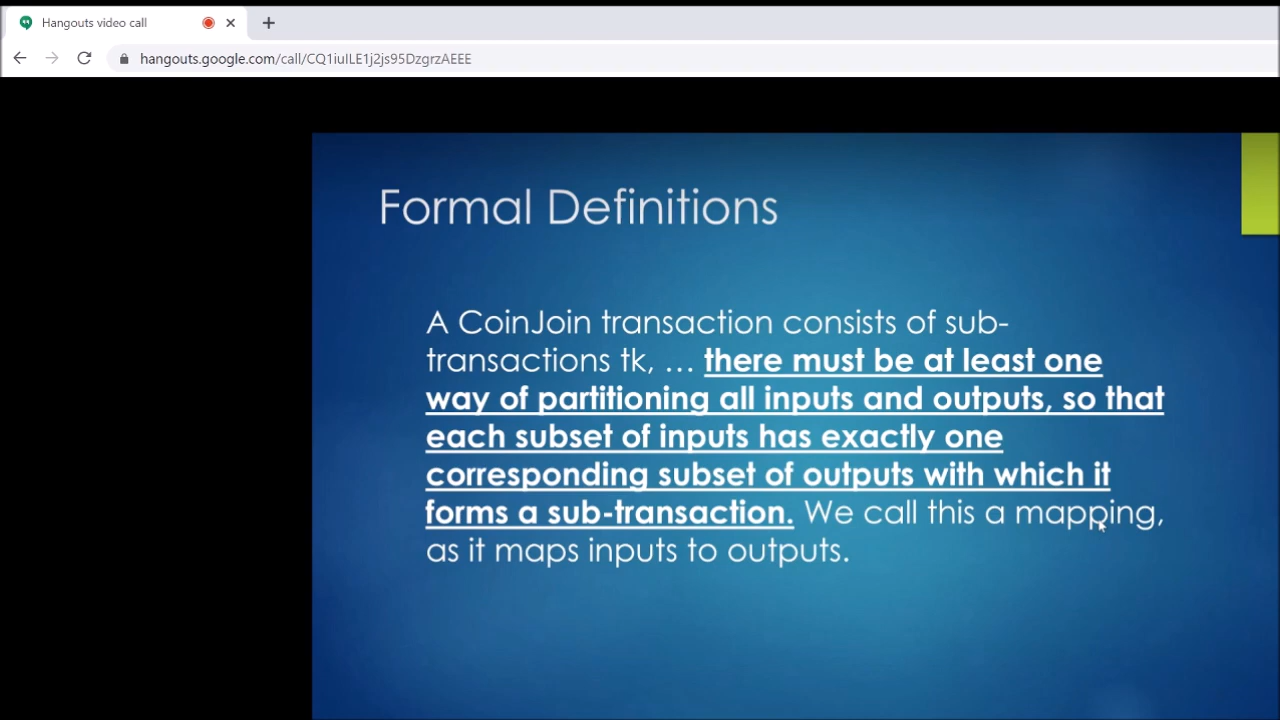 Hangouts video call
hangouts.google.com/call/CQ1iuILE1j2js95DzgrzAEEE
Formal Definitions
A CoinJoin transaction consists of sub-
transactions tk, … there must be at least one
way of partitioning all inputs and outputs, so that
each subset of inputs has exactly one
corresponding subset of outputs with which it
forms a sub-transaction. We call this a mapping,
as it maps inputs to outputs.